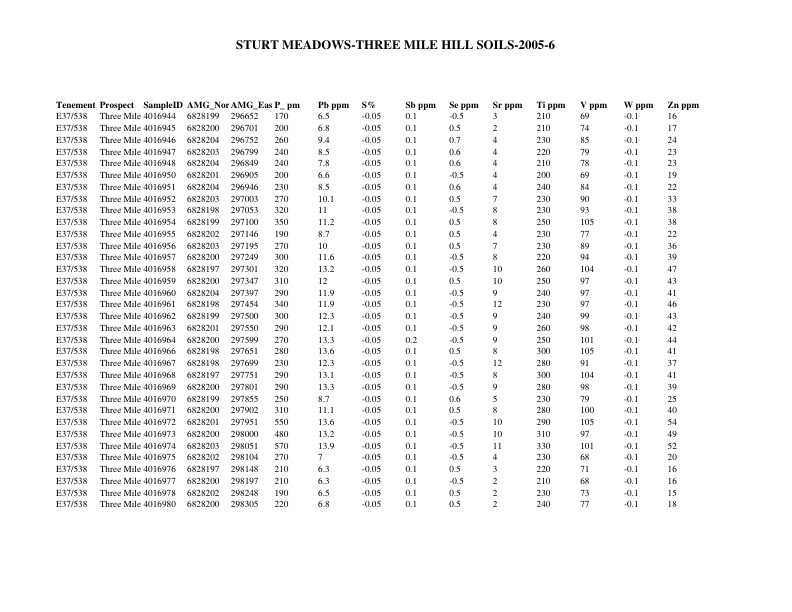 STURT MEADOWS-THREE MILE HILL SOILS-2005-6
Tenement Prospect SampleID AMG_Nor AMG_Eas P_ pm Pb ppm S% Sb ppm Se ppm Sr ppm Ti ppm V ppm W ppm Zn ppm
E37/538 Three Mile 4016944 6828199 296652 170 6.5 -0.05 0.1 -0.5 3 210 69 -0.1 16
E37/538 Three Mile 4016945 6828200 296701 200 6.8 -0.05 0.1 0.5 2 210 74 -0.1 17
E37/538 Three Mile 4016946 6828204 296752 260 9.4 -0.05 0.1 0.7 4 230 85 -0.1 24
E37/538 Three Mile 4016947 6828203 296799 240 8.5 -0.05 0.1 0.6 4 220 79 -0.1 23
E37/538 Three Mile 4016948 6828204 296849 240 7.8 -0.05 0.1 0.6 4 210 78 -0.1 23
E37/538 Three Mile 4016950 6828201 296905 200 6.6 -0.05 0.1 -0.5 4 200 69 -0.1 19
E37/538 Three Mile 4016951 6828204 296946 230 8.5 -0.05 0.1 0.6 4 240 84 -0.1 22
E37/538 Three Mile 4016952 6828203 297003 270 10.1 -0.05 0.1 0.5 7 230 90 -0.1 33
E37/538 Three Mile 4016953 6828198 297053 320 11 -0.05 0.1 -0.5 8 230 93 -0.1 38
E37/538 Three Mile 4016954 6828199 297100 350 11.2 -0.05 0.1 0.5 8 250 105 -0.1 38
E37/538 Three Mile 4016955 6828202 297146 190 8.7 -0.05 0.1 0.5 4 230 77 -0.1 22
E37/538 Three Mile 4016956 6828203 297195 270 10 -0.05 0.1 0.5 7 230 89 -0.1 36
E37/538 Three Mile 4016957 6828200 297249 300 11.6 -0.05 0.1 -0.5 8 220 94 -0.1 39
E37/538 Three Mile 4016958 6828197 297301 320 13.2 -0.05 0.1 -0.5 10 260 104 -0.1 47
E37/538 Three Mile 4016959 6828200 297347 310 12 -0.05 0.1 0.5 10 250 97 -0.1 43
E37/538 Three Mile 4016960 6828204 297397 290 11.9 -0.05 0.1 -0.5 9 240 97 -0.1 41
E37/538 Three Mile 4016961 6828198 297454 340 11.9 -0.05 0.1 -0.5 12 230 97 -0.1 46
E37/538 Three Mile 4016962 6828199 297500 300 12.3 -0.05 0.1 -0.5 9 240 99 -0.1 43
E37/538 Three Mile 4016963 6828201 297550 290 12.1 -0.05 0.1 -0.5 9 260 98 -0.1 42
E37/538 Three Mile 4016964 6828200 297599 270 13.3 -0.05 0.2 -0.5 9 250 101 -0.1 44
E37/538 Three Mile 4016966 6828198 297651 280 13.6 -0.05 0.1 0.5 8 300 105 -0.1 41
E37/538 Three Mile 4016967 6828198 297699 230 12.3 -0.05 0.1 -0.5 12 280 91 -0.1 37
E37/538 Three Mile 4016968 6828197 297751 290 13.1 -0.05 0.1 -0.5 8 300 104 -0.1 41
E37/538 Three Mile 4016969 6828200 297801 290 13.3 -0.05 0.1 -0.5 9 280 98 -0.1 39
E37/538 Three Mile 4016970 6828199 297855 250 8.7 -0.05 0.1 0.6 5 230 79 -0.1 25
E37/538 Three Mile 4016971 6828200 297902 310 11.1 -0.05 0.1 0.5 8 280 100 -0.1 40
E37/538 Three Mile 4016972 6828201 297951 550 13.6 -0.05 0.1 -0.5 10 290 105 -0.1 54
E37/538 Three Mile 4016973 6828200 298000 480 13.2 -0.05 0.1 -0.5 10 310 97 -0.1 49
E37/538 Three Mile 4016974 6828203 298051 570 13.9 -0.05 0.1 -0.5 11 330 101 -0.1 52
E37/538 Three Mile 4016975 6828202 298104 270 7 -0.05 0.1 -0.5 4 230 68 -0.1 20
E37/538 Three Mile 4016976 6828197 298148 210 6.3 -0.05 0.1 0.5 3 220 71 -0.1 16
E37/538 Three Mile 4016977 6828200 298197 210 6.3 -0.05 0.1 -0.5 2 210 68 -0.1 16
E37/538 Three Mile 4016978 6828202 298248 190 6.5 -0.05 0.1 0.5 2 230 73 -0.1 15
E37/538 Three Mile 4016980 6828200 298305 220 6.8 -0.05 0.1 0.5 2 240 77 -0.1 18